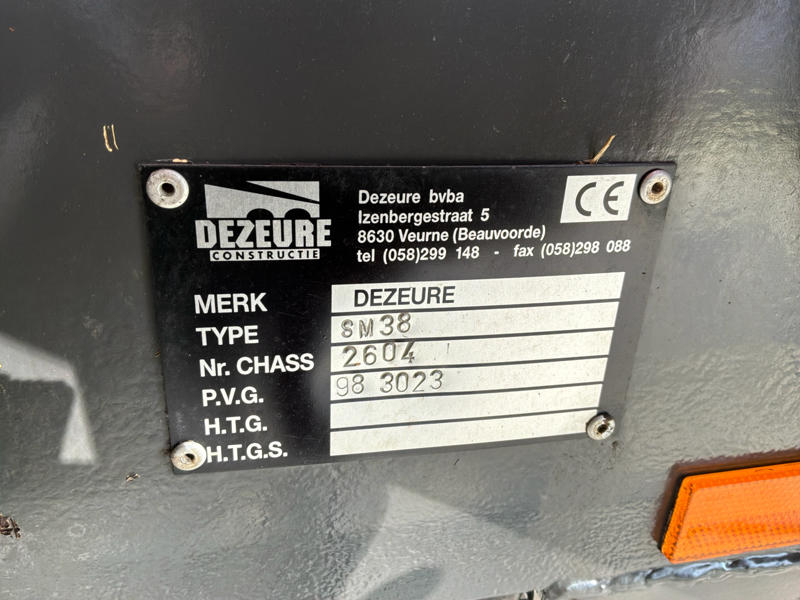 DEZEURE
CONSTRUCTIE
Dezeure bvba
Izenbergestraat 5
8630 Veurne (Beauvoorde)
tel (058)299 148 - fax (058)298 088
CE
MERK DEZEURE
TYPE SM38
Nr. CHASS 2604
P.V.G. 98 3023
H.T.G.
H.T.G.S.